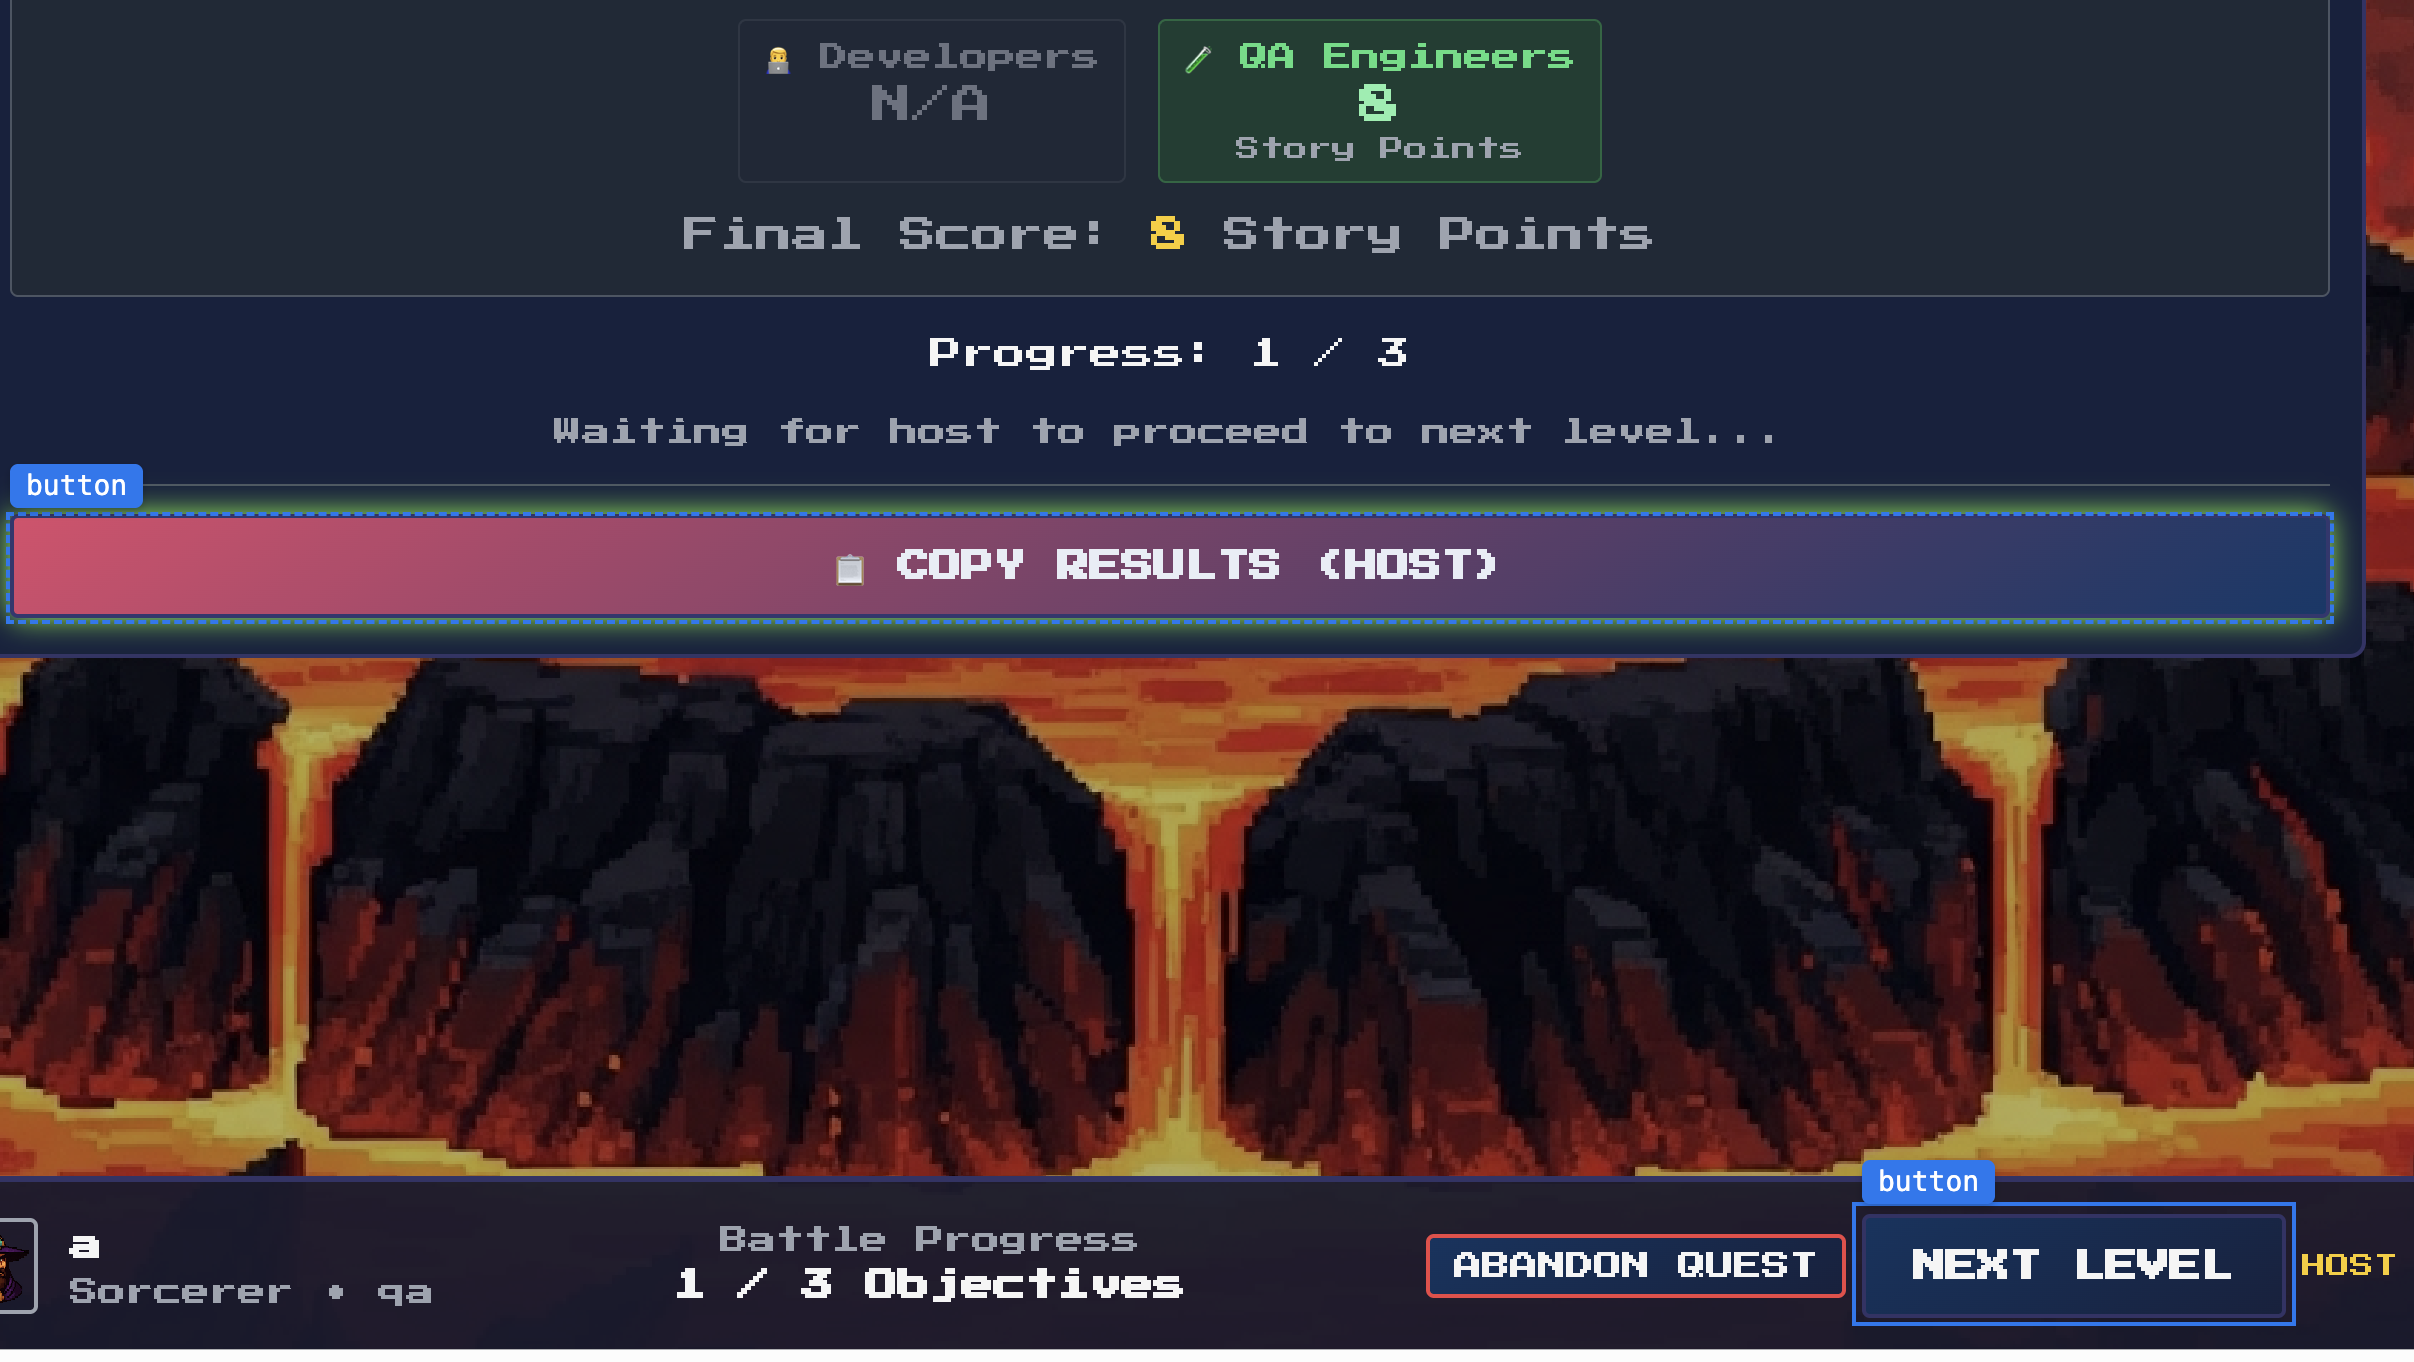 Developers
N/A
QA Engineers
8
Story Points
Final Score: 8 Story Points
Progress: 1 / 3
Waiting for host to proceed to next level...
button
COPY RESULTS (HOST)
button
a
Sorcerer • qa
Battle Progress
1 / 3 Objectives
ABANDON QUEST
NEXT LEVEL
HOST